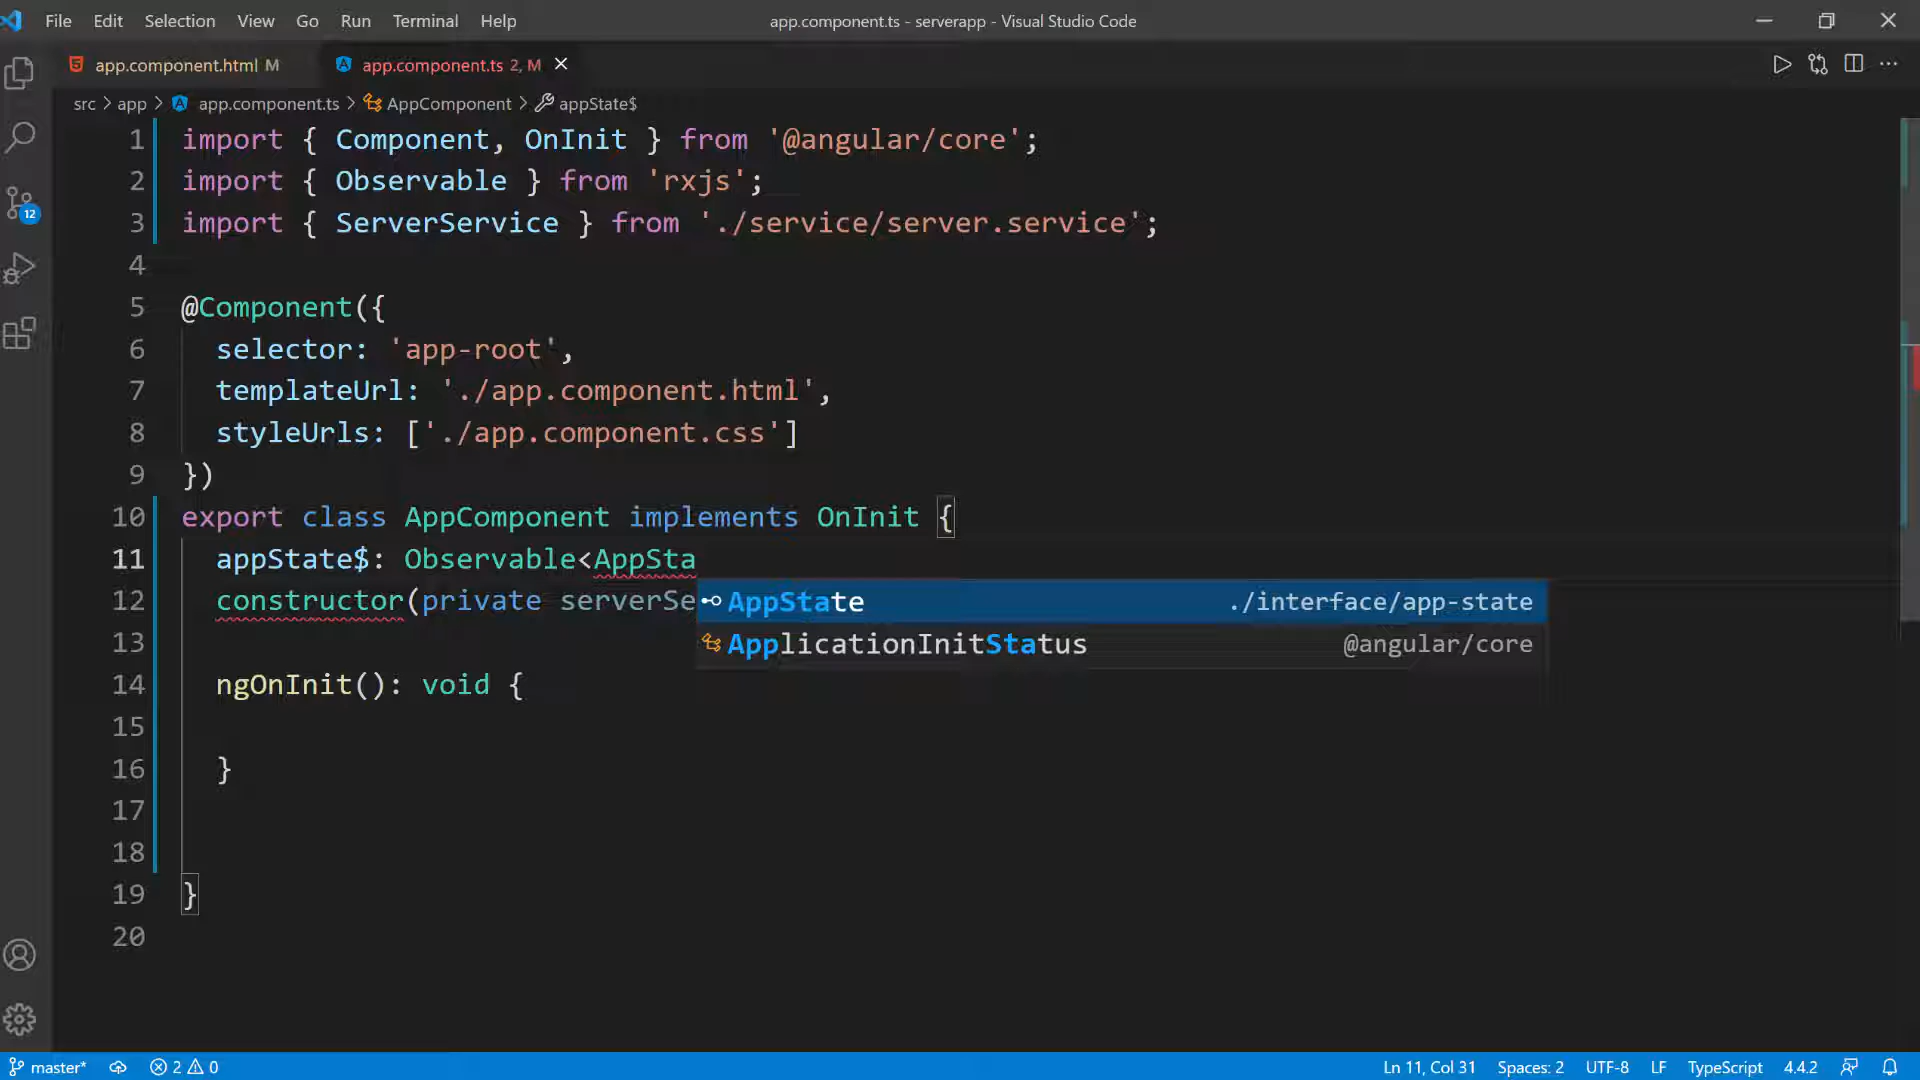 File Edit Selection View Go Run Terminal Help
app.component.ts - serverapp - Visual Studio Code
app.component.html M
app.component.ts 2, M
src > app > app.component.ts > AppComponent > appState$
1 import { Component, OnInit } from '@angular/core';
2 import { Observable } from 'rxjs';
3 import { ServerService } from './service/server.service';
4
5 @Component({
6 selector: 'app-root',
7 templateUrl: './app.component.html',
8 styleUrls: ['./app.component.css']
9 })
10 export class AppComponent implements OnInit {
11 appState$: Observable<AppSta
12 constructor(private serverSe
AppState ./interface/app-state
ApplicationInitStatus @angular/core
13
14 ngOnInit(): void {
15
16 }
17
18
19 }
20
12
master* 2 0
Ln 11, Col 31 Spaces: 2 UTF-8 LF TypeScript 4.4.2